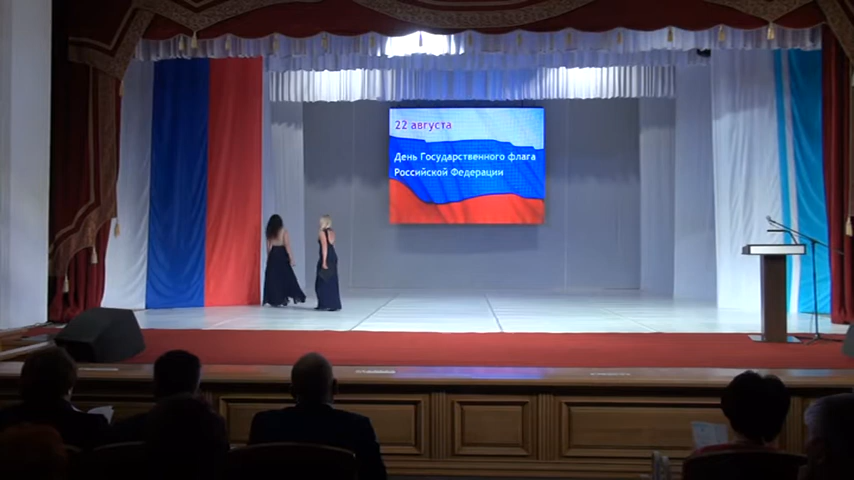 22 августа
День Государственного флага
Российской Федерации